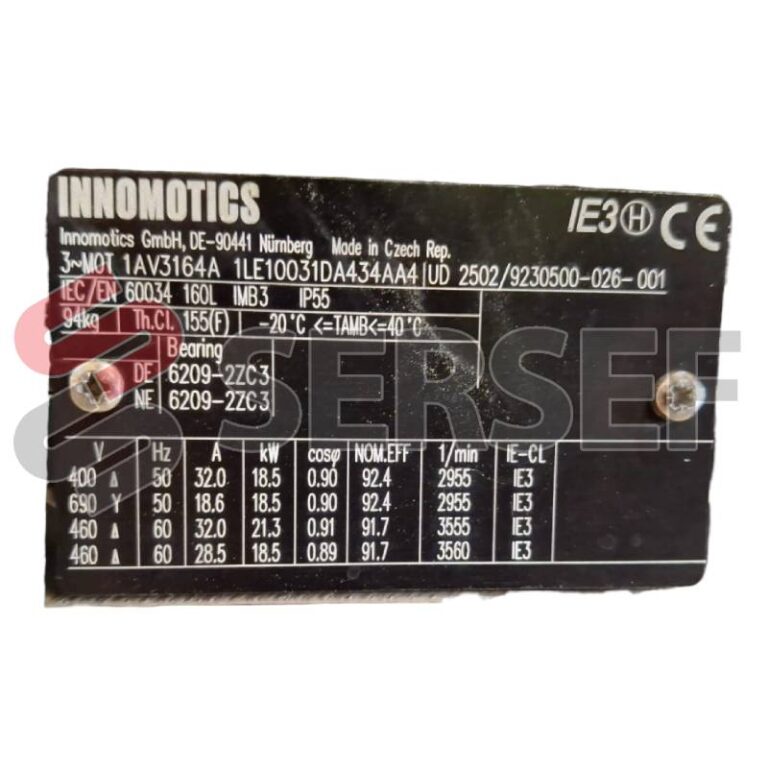 INNOMOTICS
IE3 H CE
Innomotics GmbH, DE-90441 Nürnberg Made in Czech Rep.
3~MOT 1AV3164A 1LE10031DA434AA4 UD 2502/9230500-026-001
IEC/EN 60034 160L IMB3 IP55
94kg Th.Cl. 155(F) -20°C <=TAMB<=40°C
Bearing
DE 6209-2ZC3
NE 6209-2ZC3
SERSEF
V Hz A kW cosφ NOM.EFF 1/min IE-CL
400 Δ 50 32.0 18.5 0.90 92.4 2955 IE3
690 Y 50 18.6 18.5 0.90 92.4 2955 IE3
460 Δ 60 32.0 21.3 0.91 91.7 3555 IE3
460 Δ 60 28.5 18.5 0.89 91.7 3560 IE3